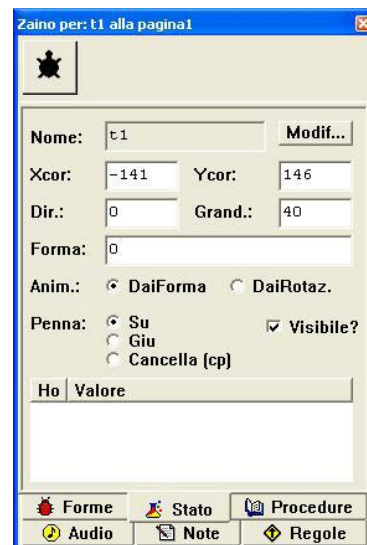 Zaino per: t1 alla pagina1
Nome: t1 Modif...
Xcor: -141 Ycor: 146
Dir.: 0 Grand.: 40
Forma: 0
Anim.: DaiForma DaiRotaz.
Penna: Su Visibile?
Giu
Cancella (cp)
Ho Valore
Forme Stato Procedure
Audio Note Regole